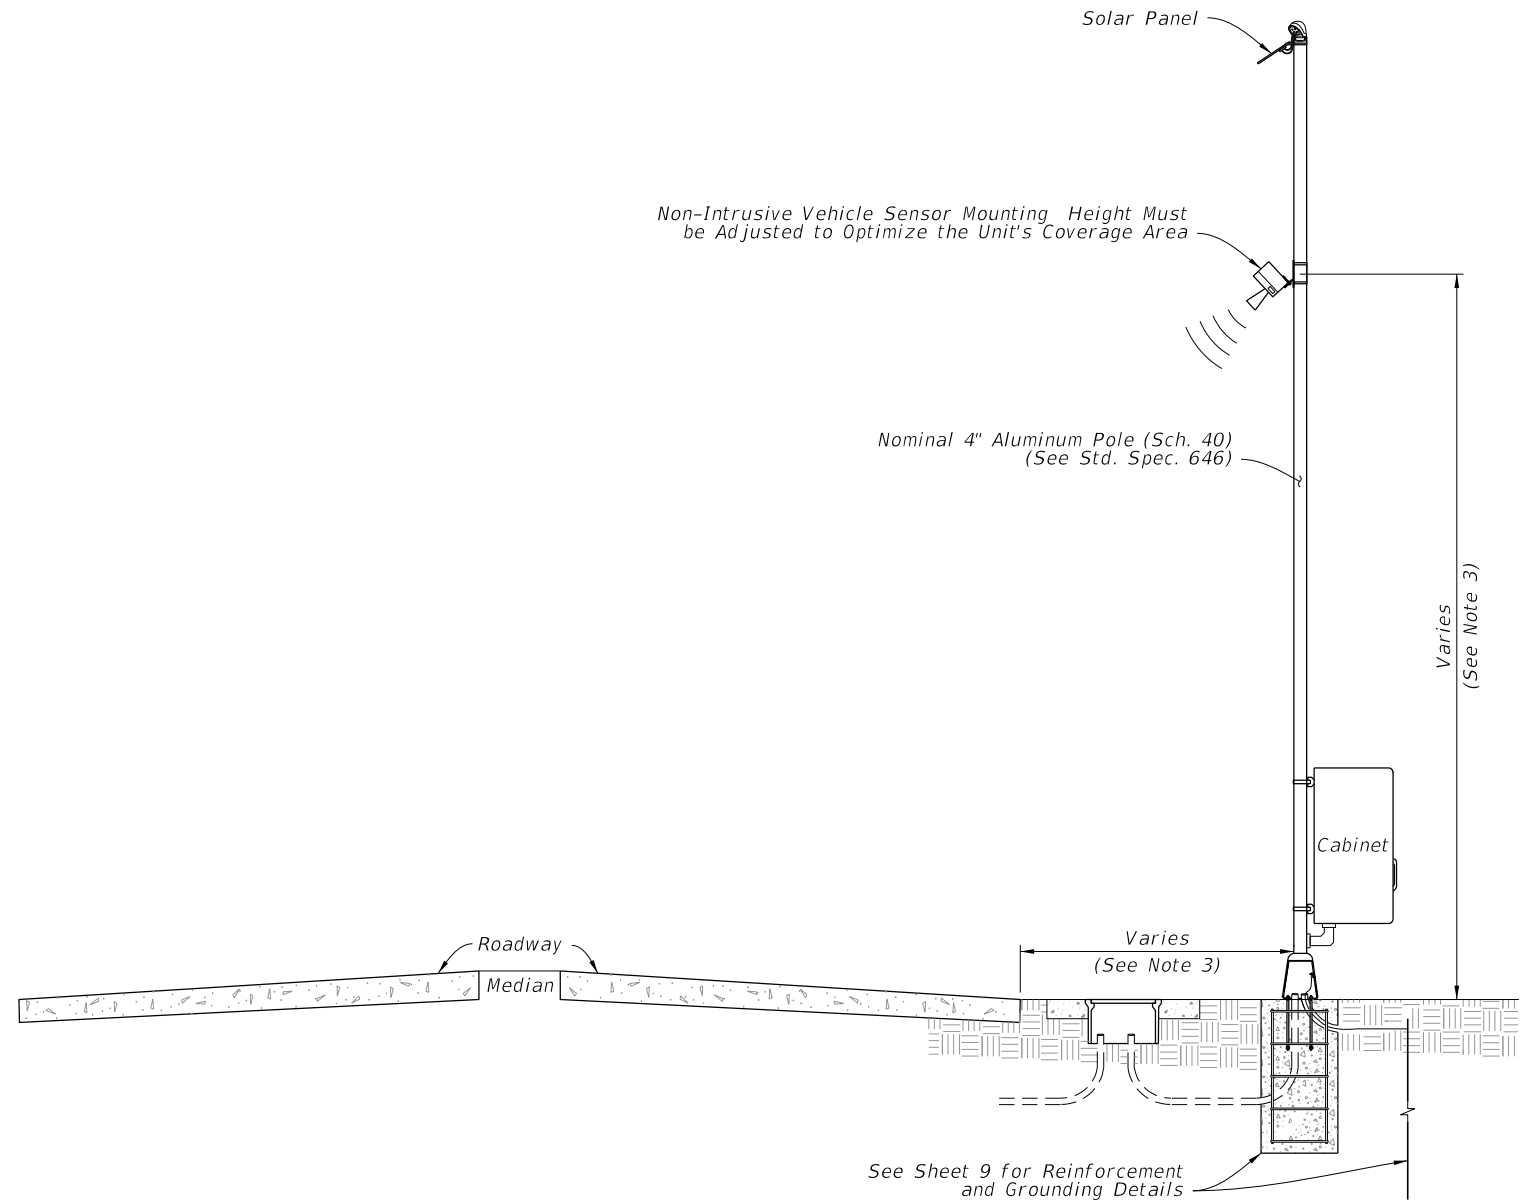 Solar Panel
Non-Intrusive Vehicle Sensor Mounting Height Must
be Adjusted to Optimize the Unit's Coverage Area
Nominal 4" Aluminum Pole (Sch. 40)
(See Std. Spec. 646)
Varies
(See Note 3)
Cabinet
Roadway
Median
Varies
(See Note 3)
See Sheet 9 for Reinforcement
and Grounding Details